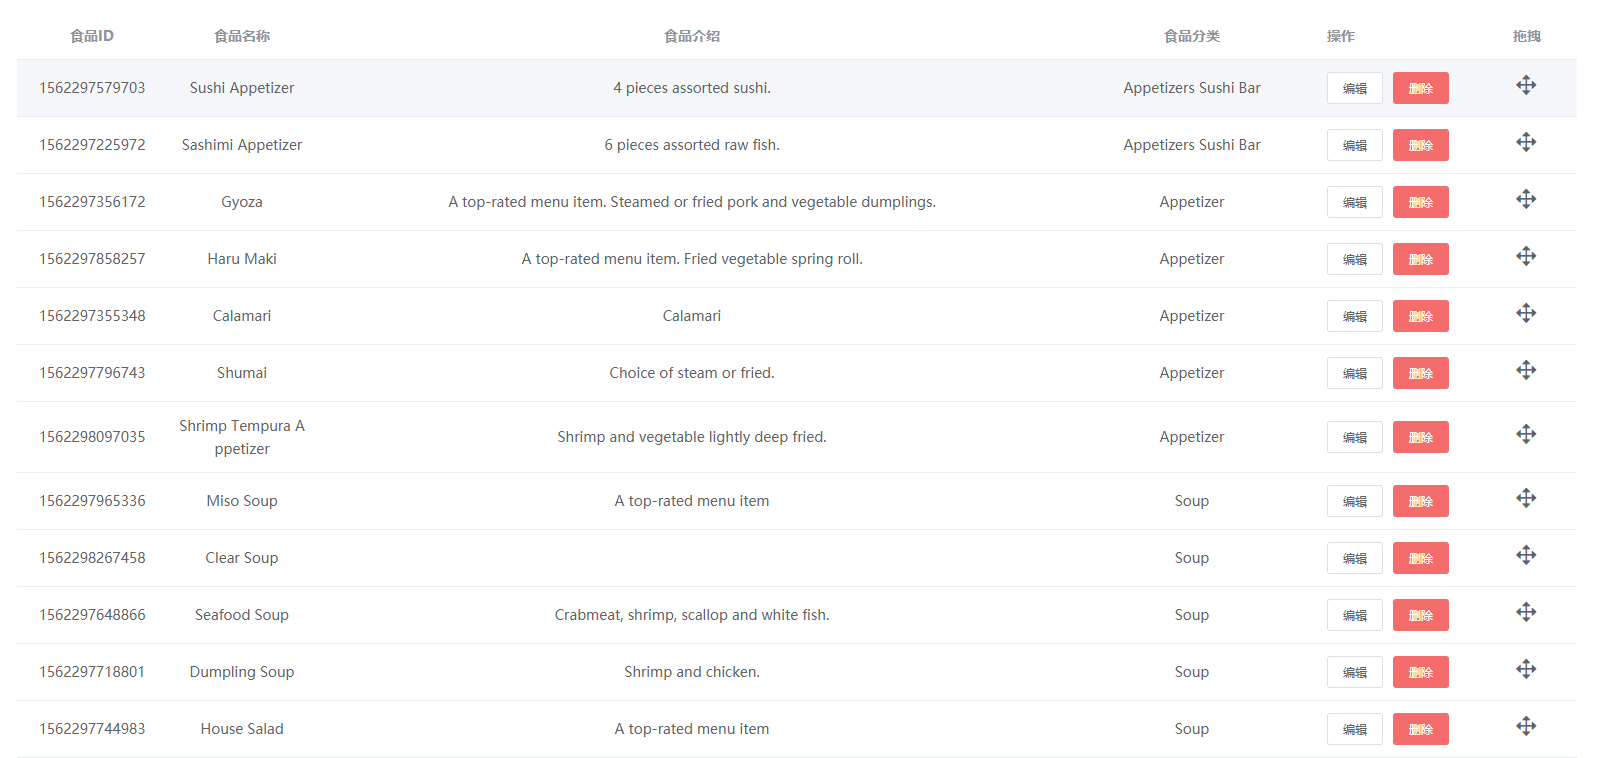 食品ID 食品名称 食品介绍 食品分类 操作 拖拽
1562297579703 Sushi Appetizer 4 pieces assorted sushi. Appetizers Sushi Bar 编辑 删除
1562297225972 Sashimi Appetizer 6 pieces assorted raw fish. Appetizers Sushi Bar 编辑 删除
1562297356172 Gyoza A top-rated menu item. Steamed or fried pork and vegetable dumplings. Appetizer 编辑 删除
1562297858257 Haru Maki A top-rated menu item. Fried vegetable spring roll. Appetizer 编辑 删除
1562297355348 Calamari Calamari Appetizer 编辑 删除
1562297796743 Shumai Choice of steam or fried. Appetizer 编辑 删除
1562298097035 Shrimp Tempura A
ppetizer Shrimp and vegetable lightly deep fried. Appetizer 编辑 删除
1562297965336 Miso Soup A top-rated menu item Soup 编辑 删除
1562298267458 Clear Soup Soup 编辑 删除
1562297648866 Seafood Soup Crabmeat, shrimp, scallop and white fish. Soup 编辑 删除
1562297718801 Dumpling Soup Shrimp and chicken. Soup 编辑 删除
1562297744983 House Salad A top-rated menu item Soup 编辑 删除